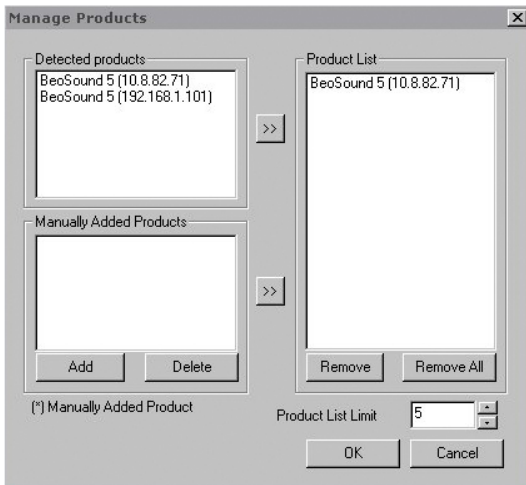 Manage Products
Detected products
BeoSound 5 (10.8.82.71)
BeoSound 5 (192.168.1.101)
>>
Manually Added Products
>>
Add
Delete
(*) Manually Added Product
Product List
BeoSound 5 (10.8.82.71)
Remove
Remove All
Product List Limit
5
OK
Cancel